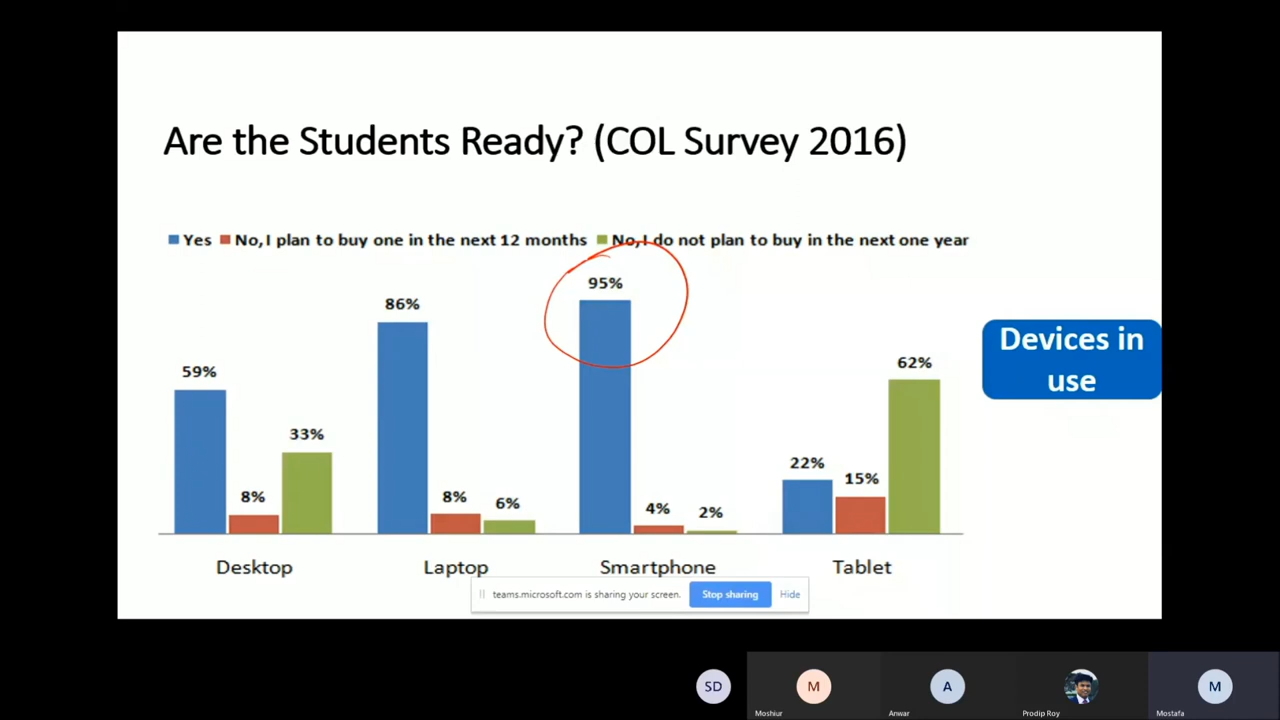 Are the Students Ready? (COL Survey 2016)
Yes No, I plan to buy one in the next 12 months No, I do not plan to buy in the next one year
95%
86%
59%
62%
33%
22%
15%
8%
8%
6%
4%
2%
Devices in
use
Desktop Laptop Smartphone Tablet
teams.microsoft.com is sharing your screen. Stop sharing Hide
SD M A M
Moshiur Anwar Prodip Roy Mostafa